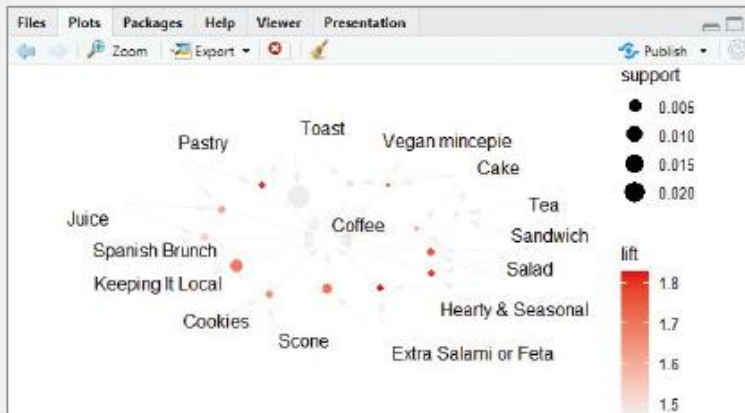 Files Plots Packages Help Viewer Presentation
Zoom Export Publish
support
0.005
0.010
0.015
0.020
Toast
Pastry
Vegan mincepie
Cake
Juice
Tea
Coffee
Sandwich
Spanish Brunch
Salad
Keeping It Local
Hearty & Seasonal
Cookies
Scone
Extra Salami or Feta
lift
1.8
1.7
1.6
1.5